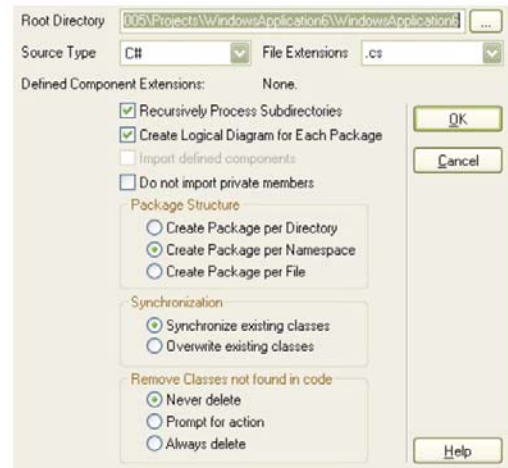 Root Directory 005\Projects\WindowsApplication6\WindowsApplication6 ...
Source Type C# File Extensions .cs
Defined Component Extensions: None.
Recursively Process Subdirectories
OK
Create Logical Diagram for Each Package
Import defined components
Cancel
Do not import private members
Package Structure
Create Package per Directory
Create Package per Namespace
Create Package per File
Synchronization
Synchronize existing classes
Overwrite existing classes
Remove Classes not found in code
Never delete
Prompt for action
Always delete
Help